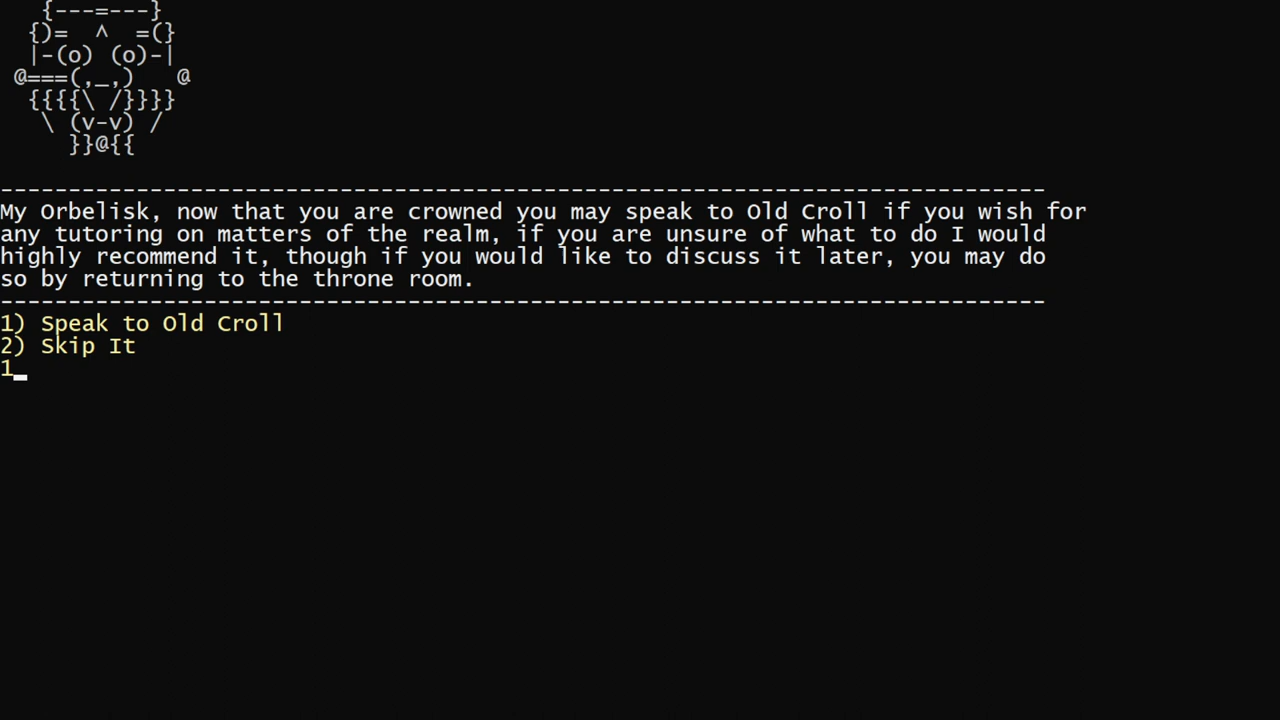 {---=---}
{)=  ^  =(}
|-(o) (o)-|
@===(,_,)   @
{{{{\ /}}}}
\ (v-v) /
}}@{{
-----------------------------------------------------------------------------
My Orbelisk, now that you are crowned you may speak to Old Croll if you wish for
any tutoring on matters of the realm, if you are unsure of what to do I would
highly recommend it, though if you would like to discuss it later, you may do
so by returning to the throne room.
-----------------------------------------------------------------------------
1) Speak to Old Croll
2) Skip It
1_